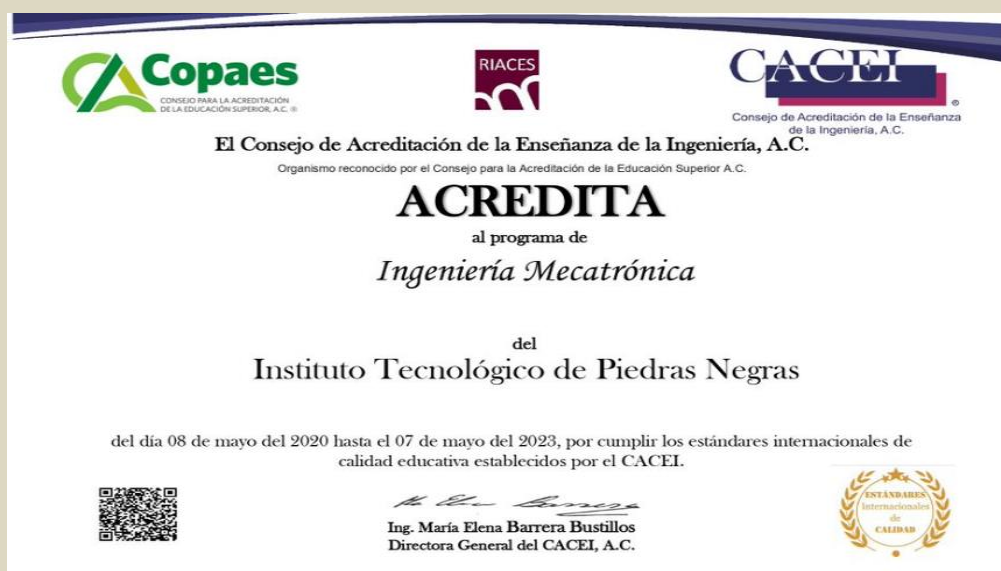 Copaes
CONSEJO PARA LA ACREDITACIÓN
DE LA EDUCACIÓN SUPERIOR, A.C. ®
RIACES
CACEI
®
Consejo de Acreditación de la Enseñanza
de la Ingeniería, A.C.
El Consejo de Acreditación de la Enseñanza de la Ingeniería, A.C.
Organismo reconocido por el Consejo para la Acreditación de la Educación Superior A.C.
ACREDITA
al programa de
Ingeniería Mecatrónica
del
Instituto Tecnológico de Piedras Negras
del día 08 de mayo del 2020 hasta el 07 de mayo del 2023, por cumplir los estándares internacionales de
calidad educativa establecidos por el CACEI.
Ing. María Elena Barrera Bustillos
Directora General del CACEI, A.C.
ESTÁNDARES
Internacionales
de
CALIDAD